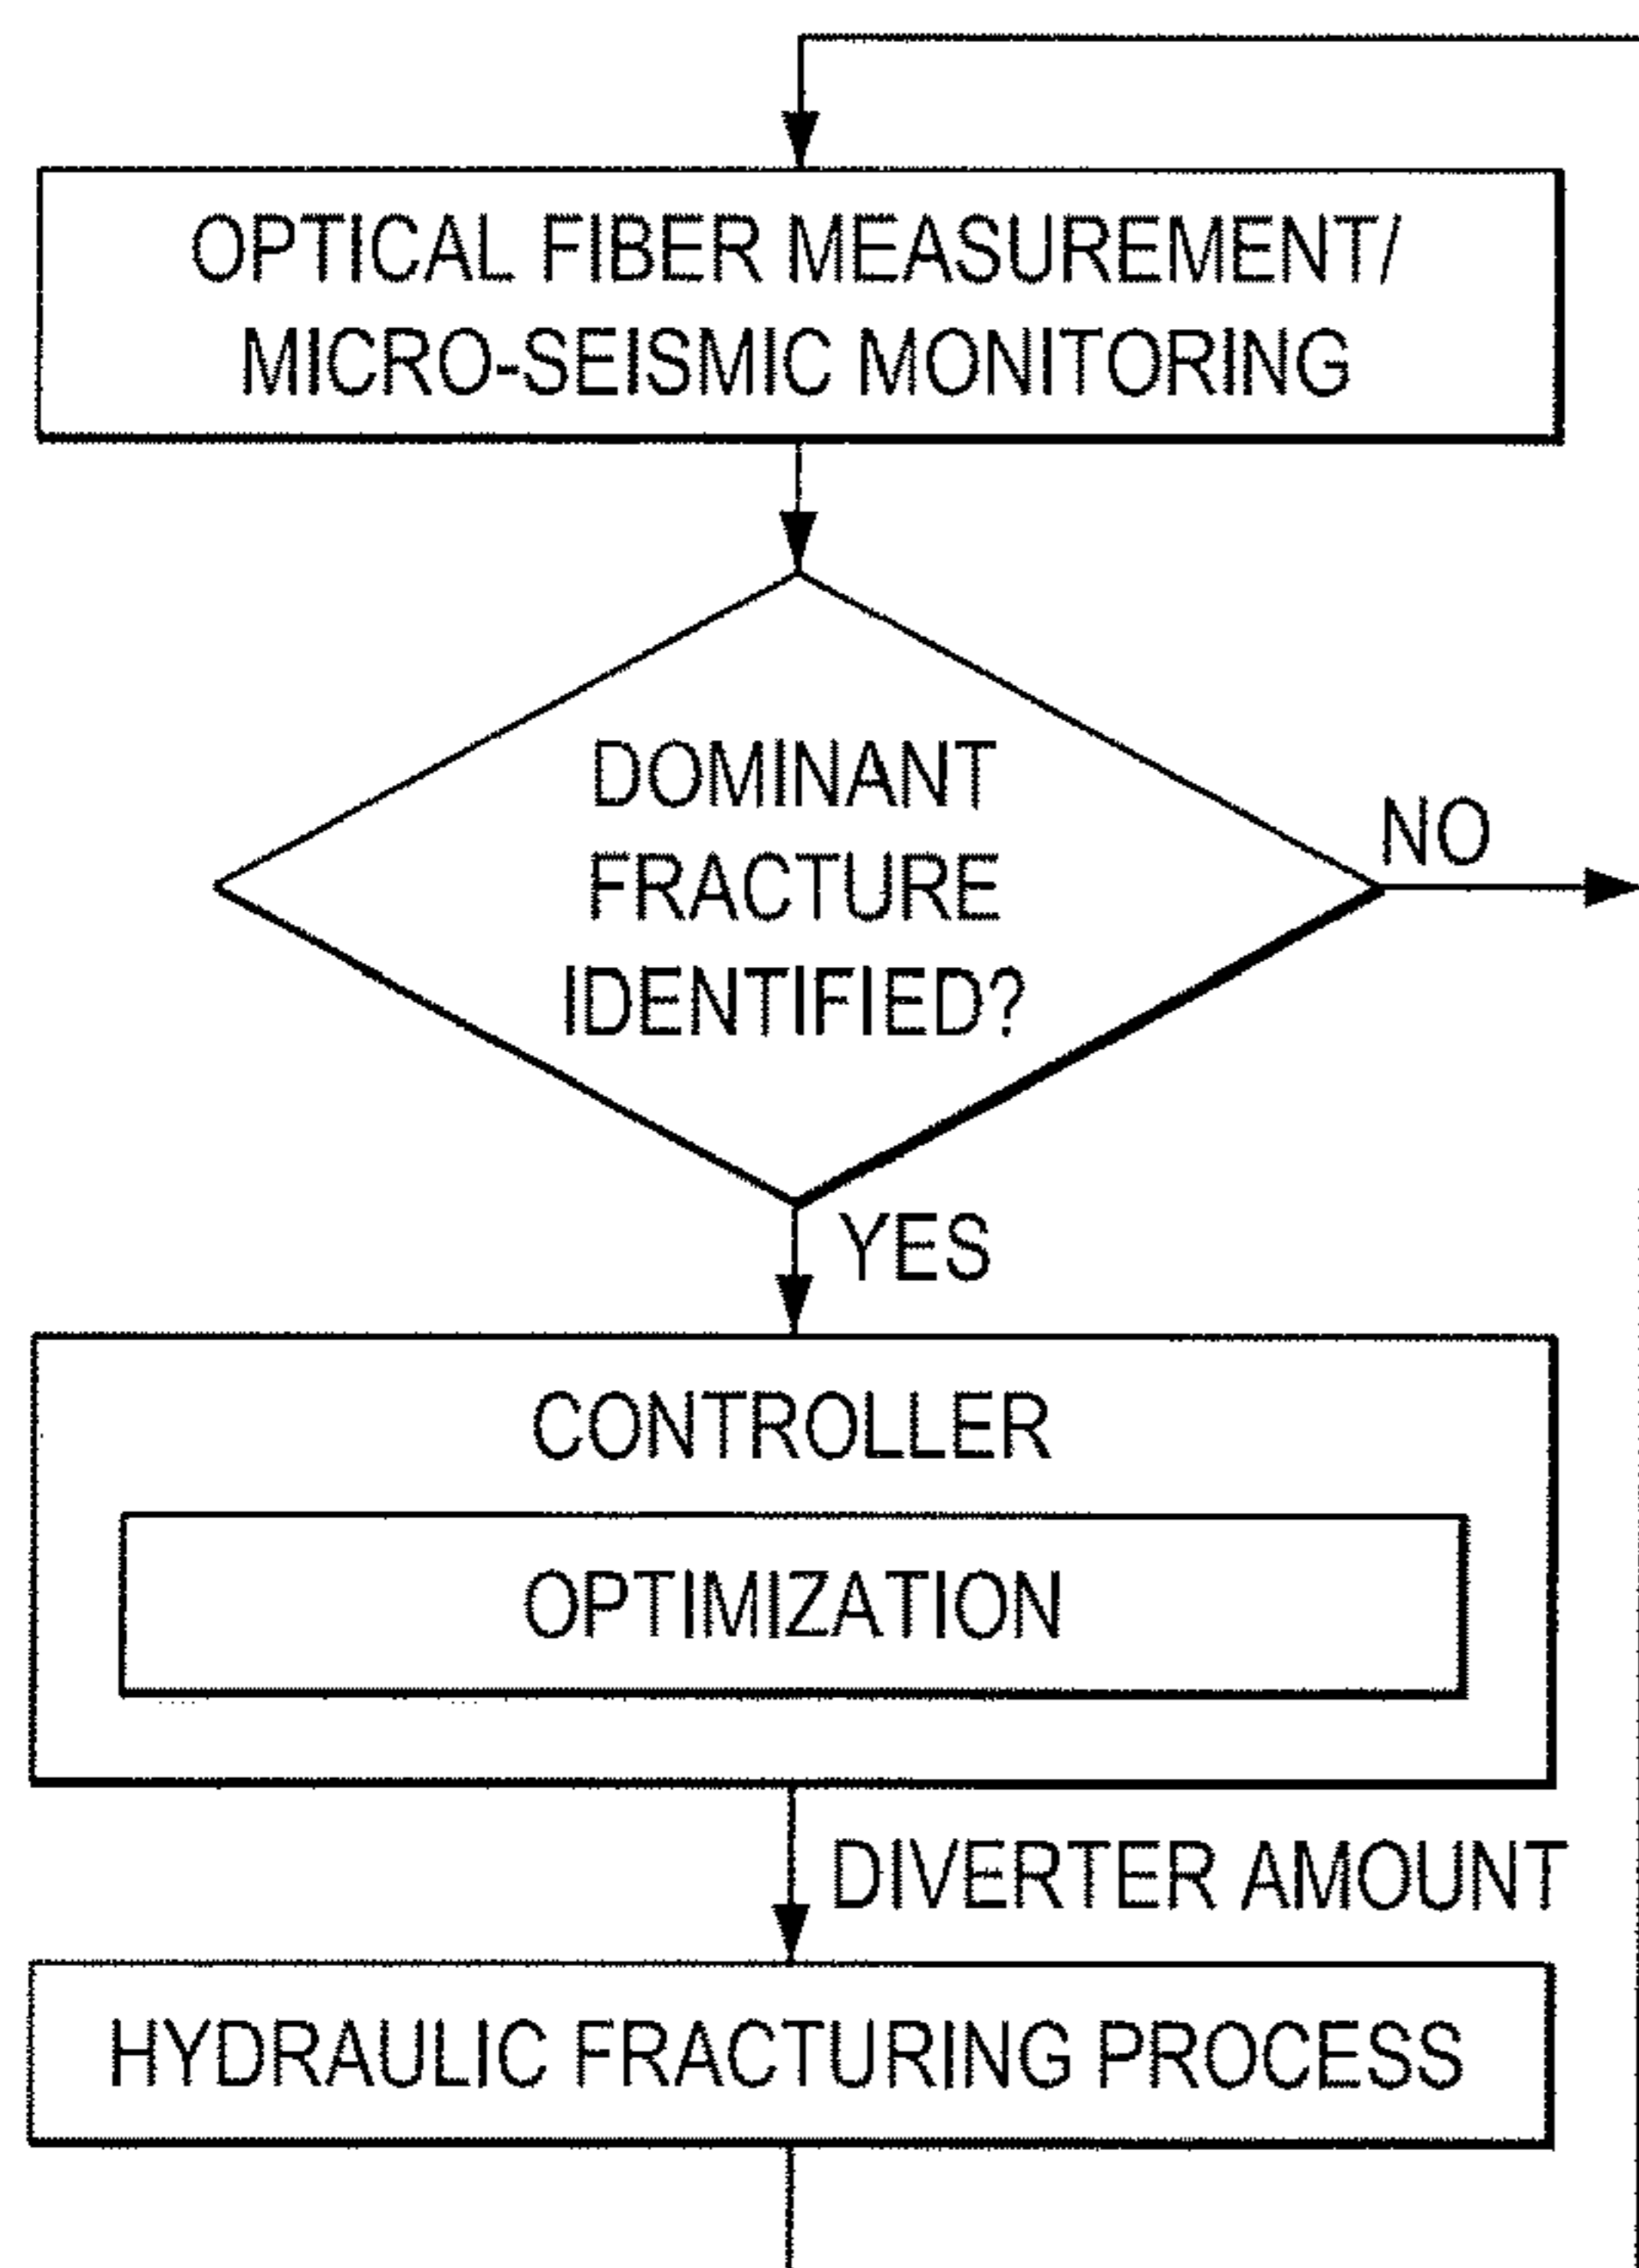 OPTICAL FIBER MEASUREMENT/
MICRO-SEISMIC MONITORING
DOMINANT
FRACTURE
IDENTIFIED?
NO
YES
CONTROLLER
OPTIMIZATION
DIVERTER AMOUNT
HYDRAULIC FRACTURING PROCESS